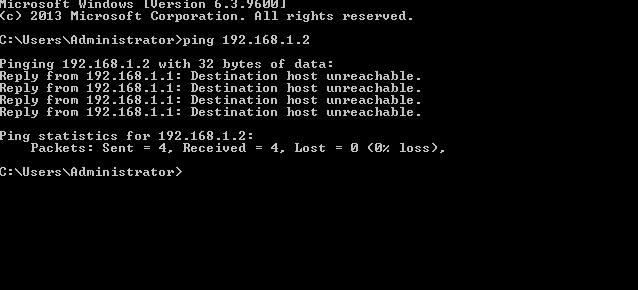 Microsoft Windows [Version 6.3.9600]
(c) 2013 Microsoft Corporation. All rights reserved.
C:\Users\Administrator>ping 192.168.1.2
Pinging 192.168.1.2 with 32 bytes of data:
Reply from 192.168.1.1: Destination host unreachable.
Reply from 192.168.1.1: Destination host unreachable.
Reply from 192.168.1.1: Destination host unreachable.
Reply from 192.168.1.1: Destination host unreachable.
Ping statistics for 192.168.1.2:
Packets: Sent = 4, Received = 4, Lost = 0 (0% loss),
C:\Users\Administrator>